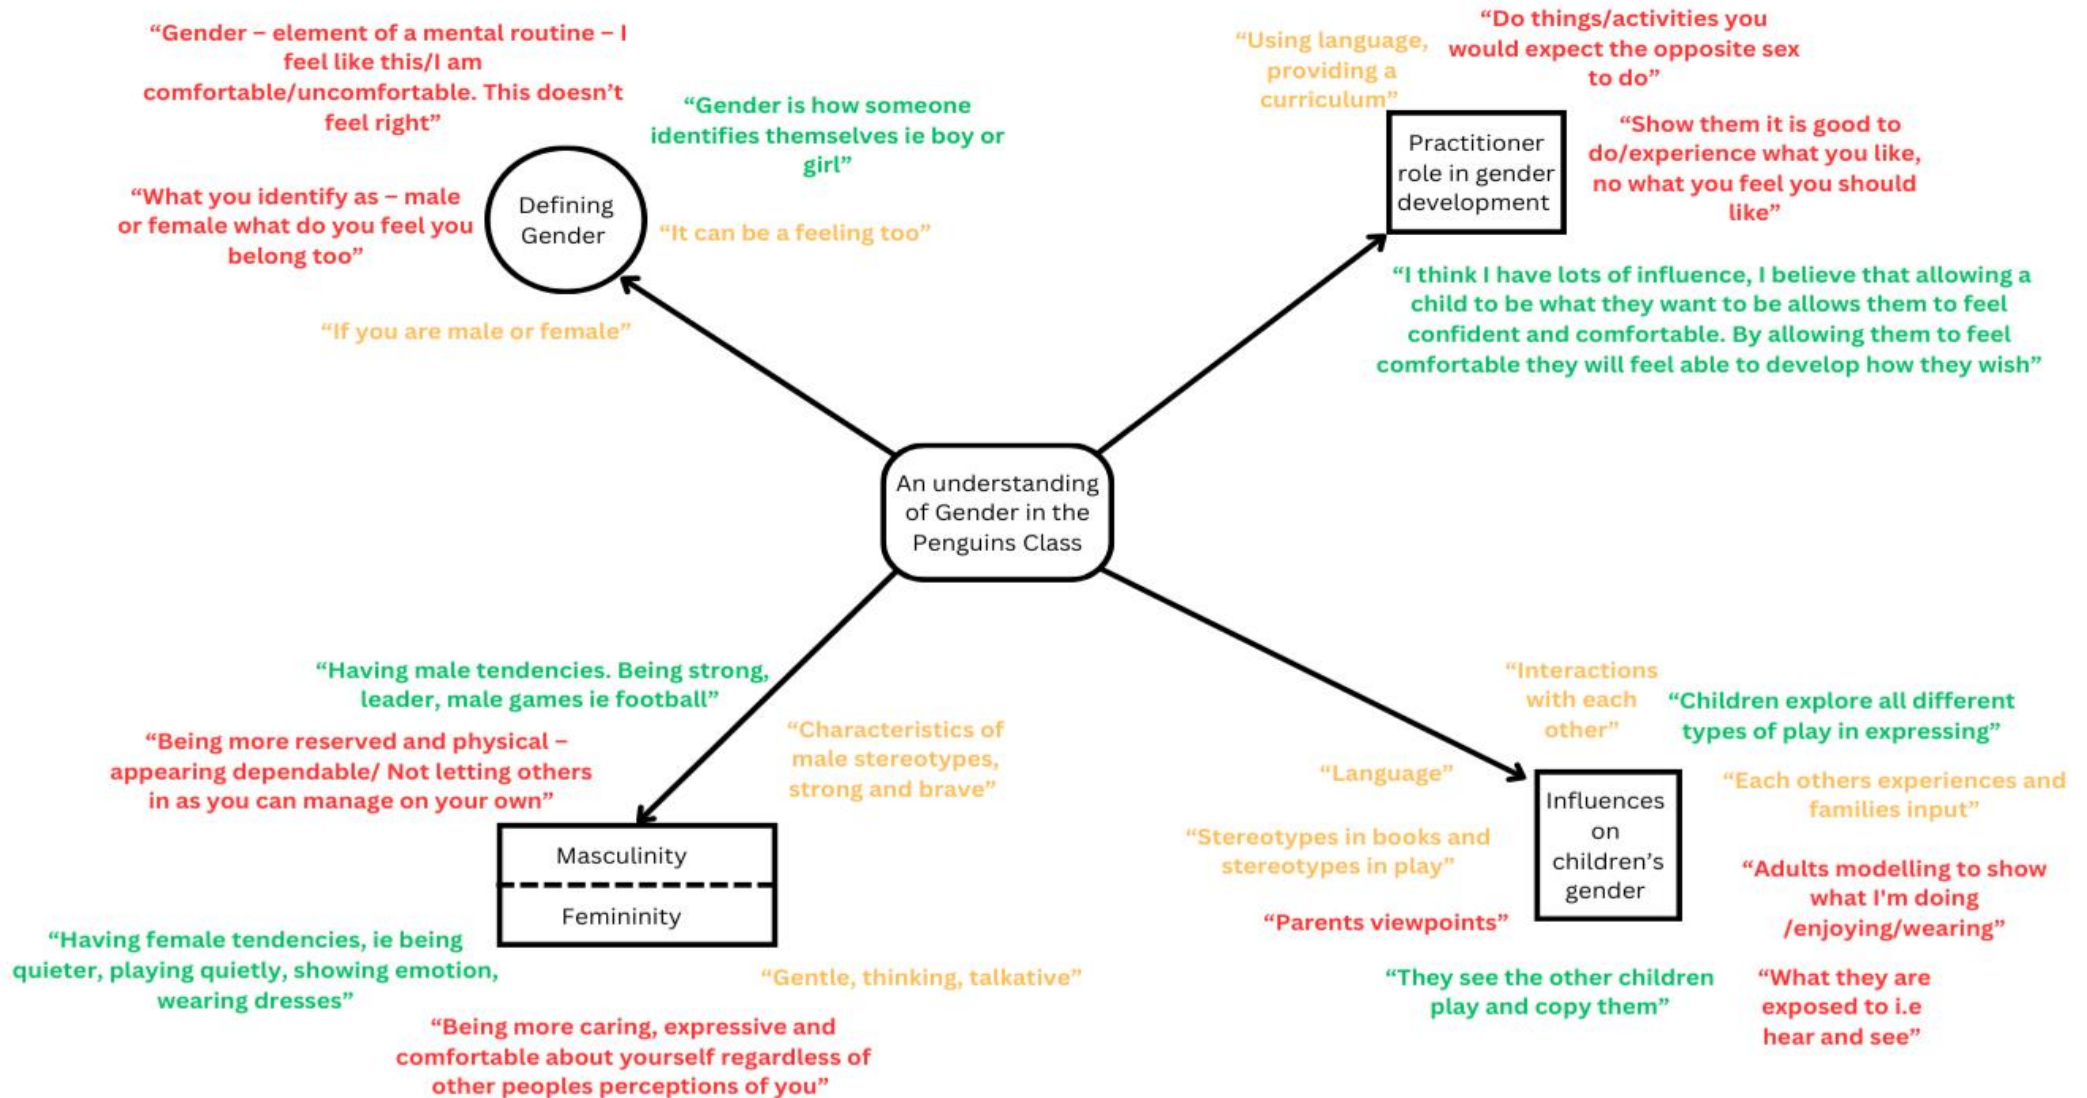 “Gender – element of a mental routine – I
feel like this/I am
comfortable/uncomfortable. This doesn’t
feel right”
“Gender is how someone
identifies themselves ie boy or
girl”
“What you identify as – male
or female what do you feel you
belong too”
Defining
Gender
“It can be a feeling too”
“If you are male or female”
“Using language,
providing a
curriculum”
“Do things/activities you
would expect the opposite sex
to do”
Practitioner
role in gender
development
“Show them it is good to
do/experience what you like,
no what you feel you should
like”
“I think I have lots of influence, I believe that allowing a
child to be what they want to be allows them to feel
confident and comfortable. By allowing them to feel
comfortable they will feel able to develop how they wish”
An understanding
of Gender in the
Penguins Class
“Having male tendencies. Being strong,
leader, male games ie football”
“Being more reserved and physical –
appearing dependable/ Not letting others
in as you can manage on your own”
“Characteristics of
male stereotypes,
strong and brave”
Masculinity
Femininity
“Having female tendencies, ie being
quieter, playing quietly, showing emotion,
wearing dresses”
“Gentle, thinking, talkative”
“Being more caring, expressive and
comfortable about yourself regardless of
other peoples perceptions of you”
“Interactions
with each
other”
“Children explore all different
types of play in expressing”
“Language”
“Each others experiences and
families input”
Influences
on
children’s
gender
“Stereotypes in books and
stereotypes in play”
“Adults modelling to show
what I'm doing
/enjoying/wearing”
“Parents viewpoints”
“They see the other children
play and copy them”
“What they are
exposed to i.e
hear and see”